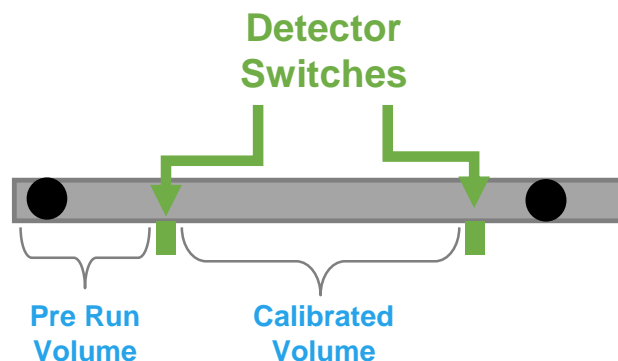 Detector
Switches
Pre Run
Volume
Calibrated
Volume